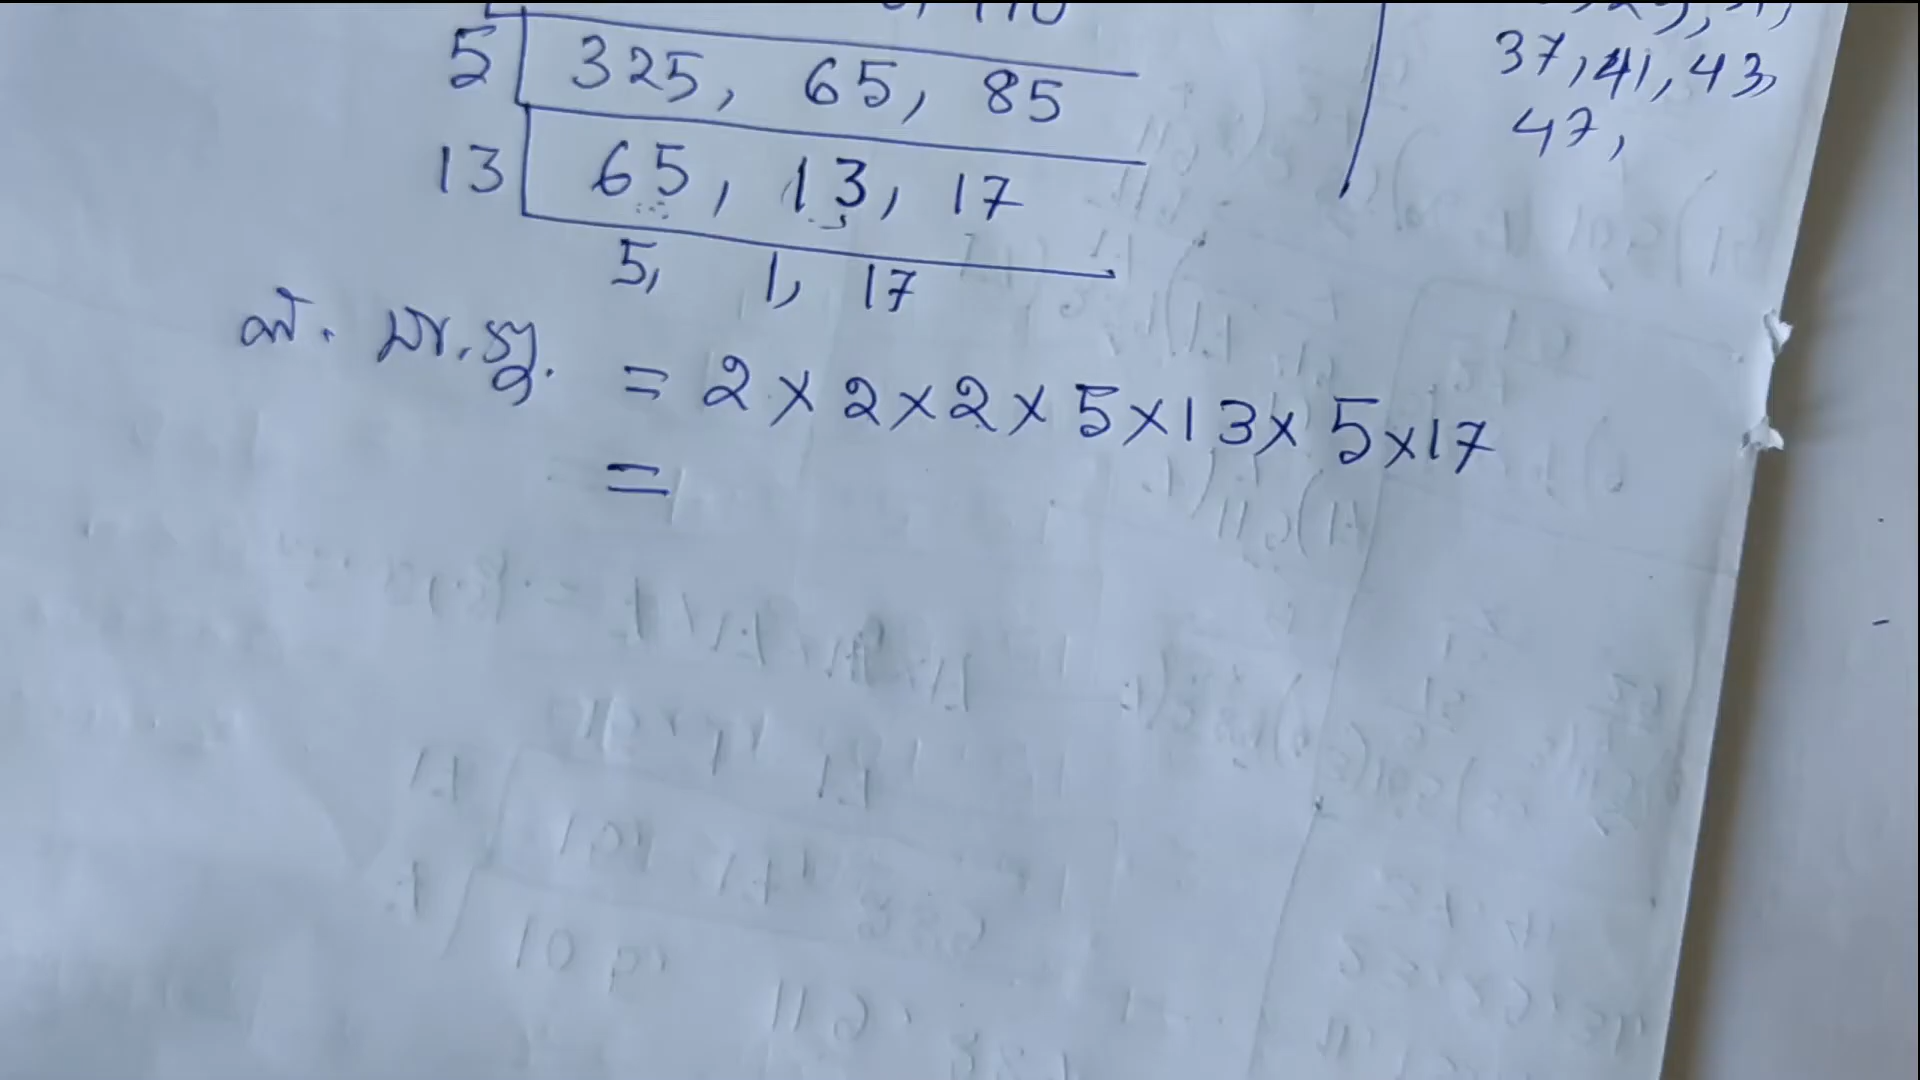 5 | 325, 65, 85
13 | 65, 13, 17
5, 1, 17
= 2 × 2 × 2 × 5 × 13 × 5 × 17
=
37, 41, 43,
47,